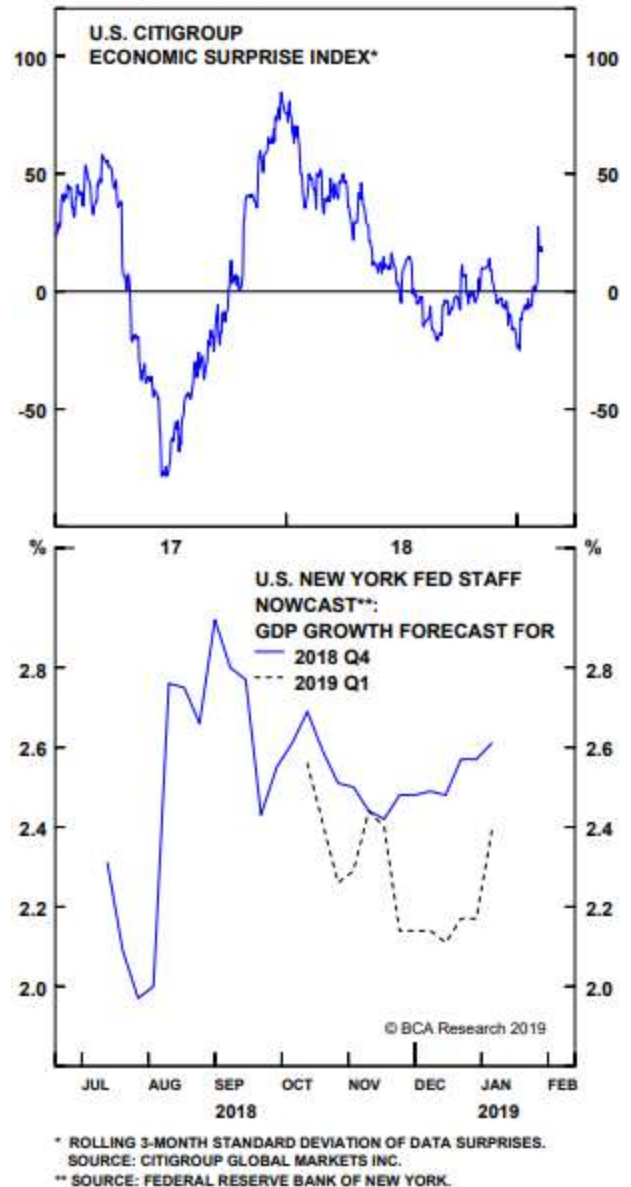 U.S. CITIGROUP
ECONOMIC SURPRISE INDEX*
100 100
50 50
0 0
-50 -50
17 18
% %
U.S. NEW YORK FED STAFF
NOWCAST**:
GDP GROWTH FORECAST FOR
2018 Q4
2019 Q1
2.8 2.8
2.6 2.6
2.4 2.4
2.2 2.2
2.0 2.0
© BCA Research 2019
JUL AUG SEP OCT NOV DEC JAN FEB
2018 2019
* ROLLING 3-MONTH STANDARD DEVIATION OF DATA SURPRISES.
SOURCE: CITIGROUP GLOBAL MARKETS INC.
** SOURCE: FEDERAL RESERVE BANK OF NEW YORK.